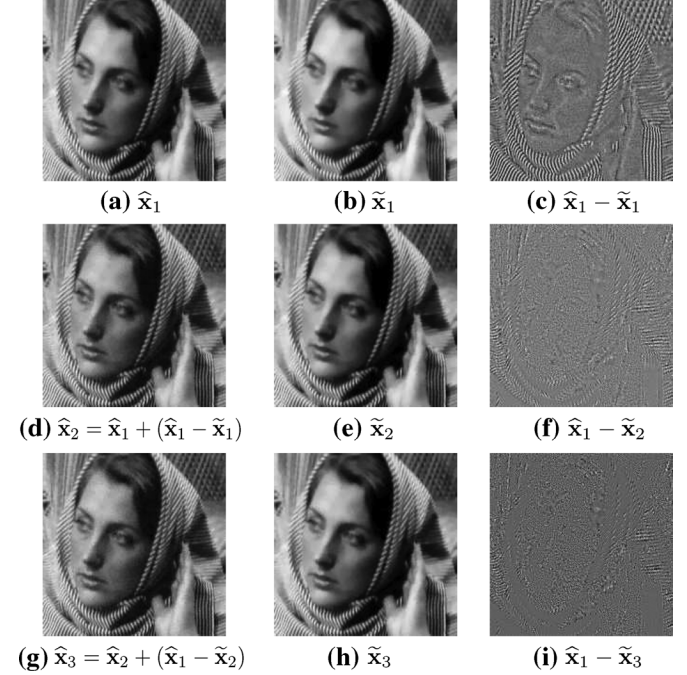 (a) x̂₁
(b) x̃₁
(c) x̂₁ − x̃₁
(d) x̂₂ = x̂₁ + (x̂₁ − x̃₁)
(e) x̃₂
(f) x̂₁ − x̃₂
(g) x̂₃ = x̂₂ + (x̂₁ − x̃₂)
(h) x̃₃
(i) x̂₁ − x̃₃